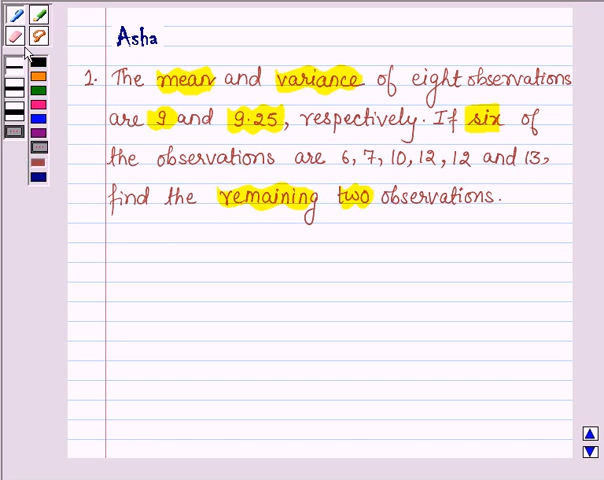 Asha
1. The mean and variance of eight observations
are 9 and 9.25, respectively. If six of
the observations are 6, 7, 10, 12, 12 and 13,
find the remaining two observations.